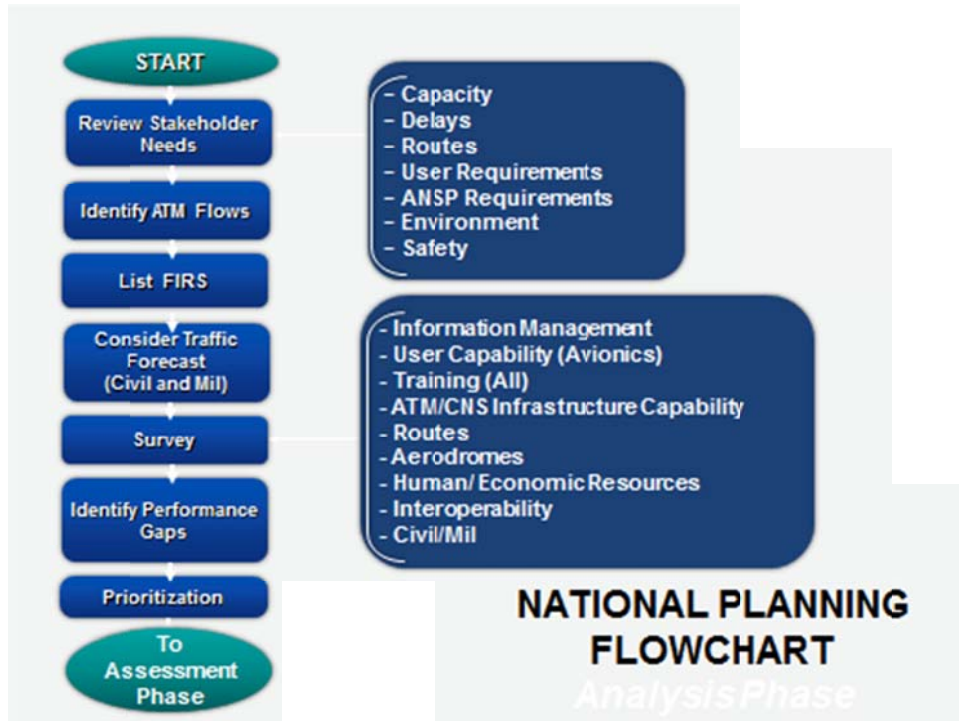 START
Review Stakeholder
Needs
Identify ATM Flows
List FIRS
Consider Traffic
Forecast
(Civil and Mil)
Survey
Identify Performance
Gaps
Prioritization
To
Assessment
Phase
– Capacity
– Delays
– Routes
– User Requirements
– ANSP Requirements
– Environment
– Safety
- Information Management
- User Capability (Avionics)
- Training (All)
- ATM/CNS Infrastructure Capability
- Routes
- Aerodromes
- Human/ Economic Resources
- Interoperability
- Civil/Mil
NATIONAL PLANNING
FLOWCHART
Analysis Phase